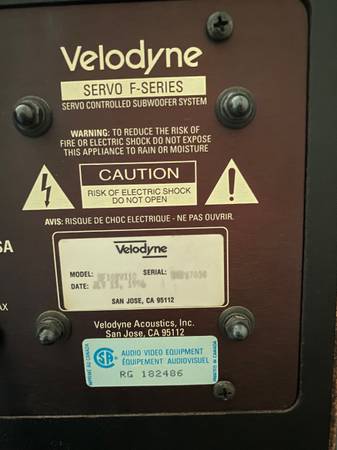 Velodyne
SERVO F-SERIES
SERVO CONTROLLED SUBWOOFER SYSTEM
WARNING: TO REDUCE THE RISK OF
FIRE OR ELECTRIC SHOCK DO NOT EXPOSE
THIS APPLIANCE TO RAIN OR MOISTURE
CAUTION
RISK OF ELECTRIC SHOCK
DO NOT OPEN
AVIS: RISQUE DE CHOC ELECTRIQUE - NE PAS OUVRIR.
SA
Velodyne
MODEL: SERIAL:
DATE:
SAN JOSE, CA 95112
AX
Velodyne Acoustics, Inc.
San Jose, CA 95112
AUDIO VIDEO EQUIPMENT
ÉQUIPEMENT AUDIOVISUEL
RG 182486